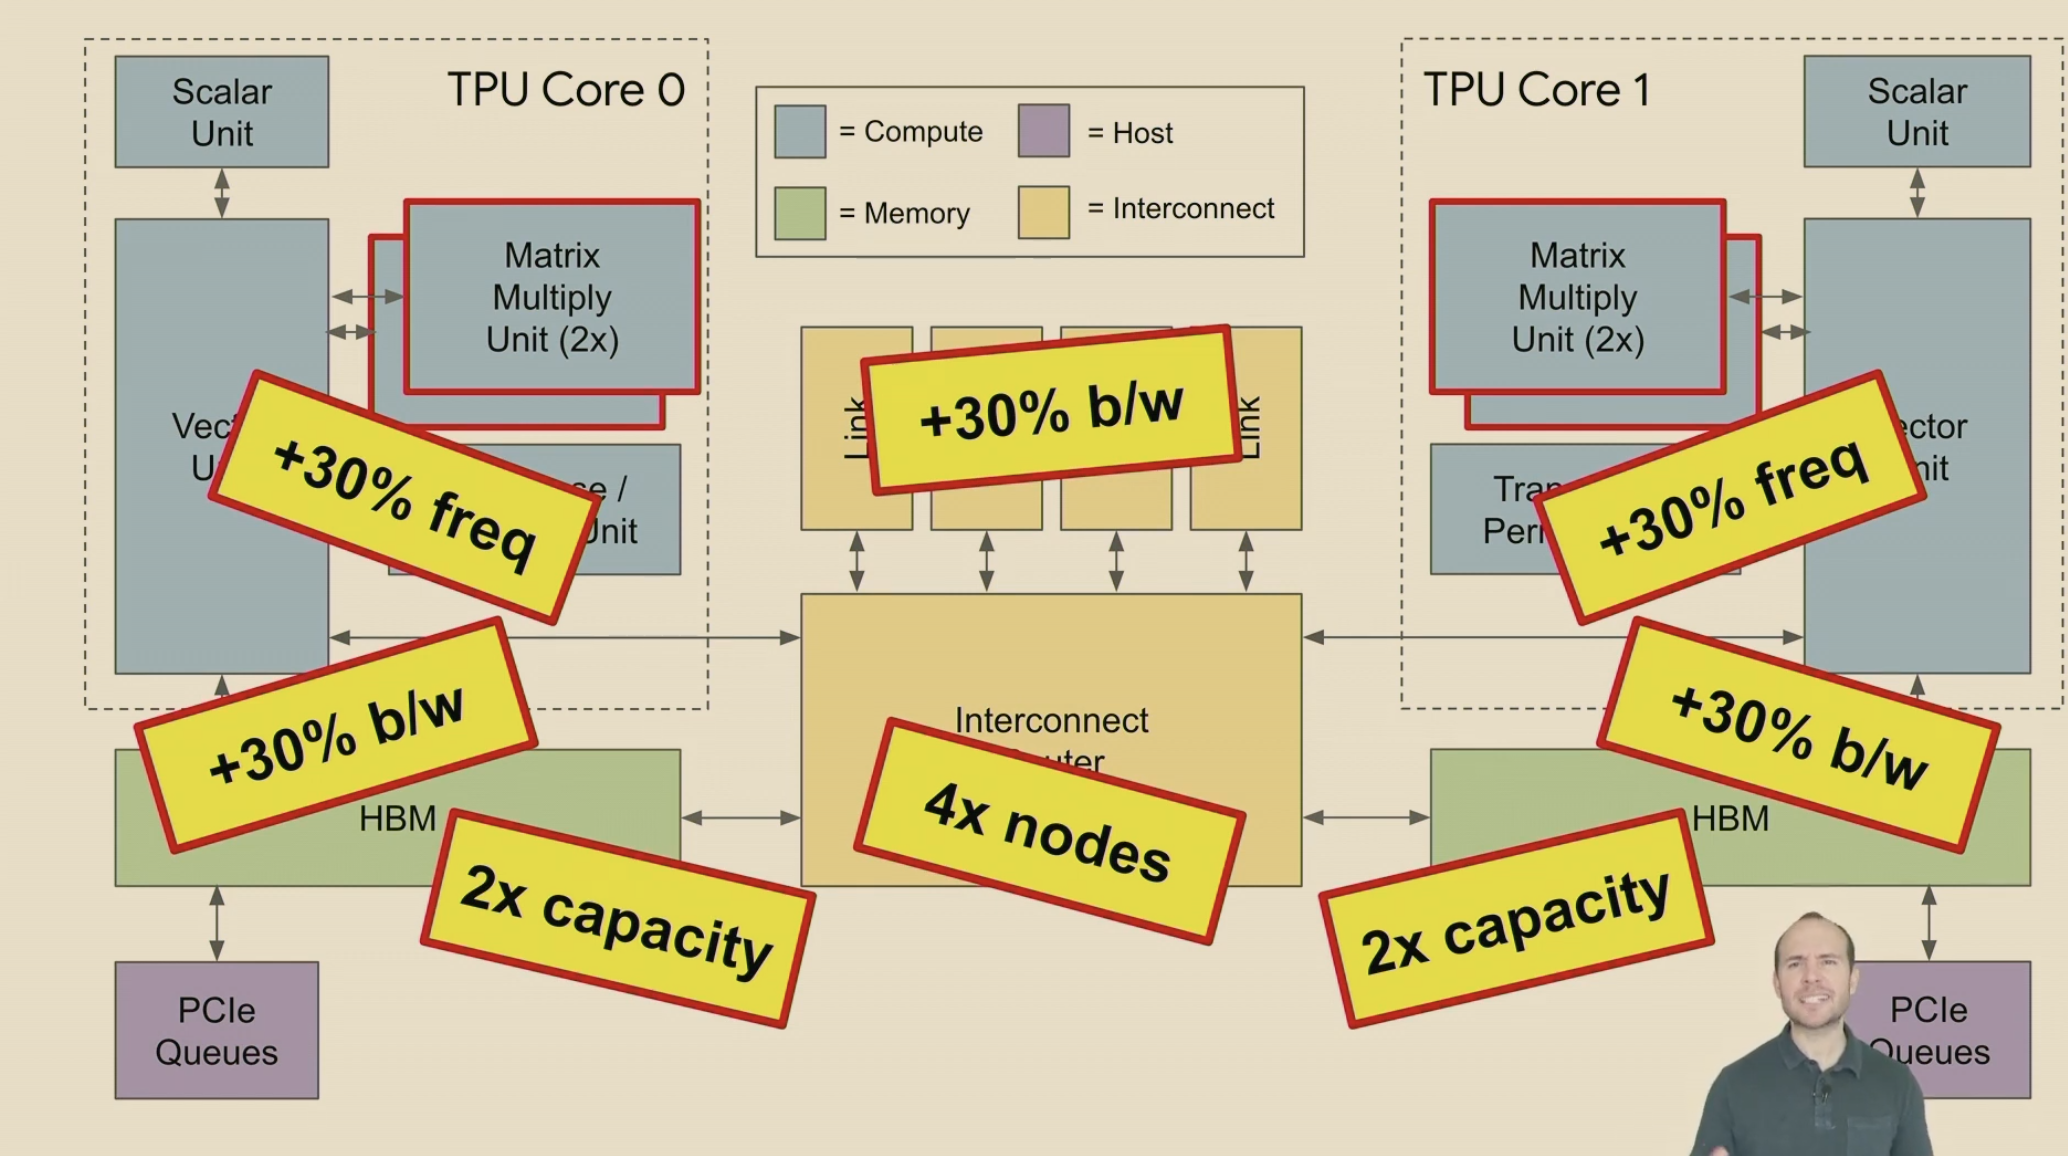 Scalar
Unit
TPU Core 0
= Compute
= Host
= Memory
= Interconnect
TPU Core 1
Scalar
Unit
Matrix
Multiply
Unit (2x)
Matrix
Multiply
Unit (2x)
Link
+30% b/w
Link
+30% freq
Unit
+30% freq
+30% b/w
HBM
2x capacity
Interconnect
4x nodes
+30% b/w
HBM
2x capacity
PCIe
Queues
PCIe
Queues